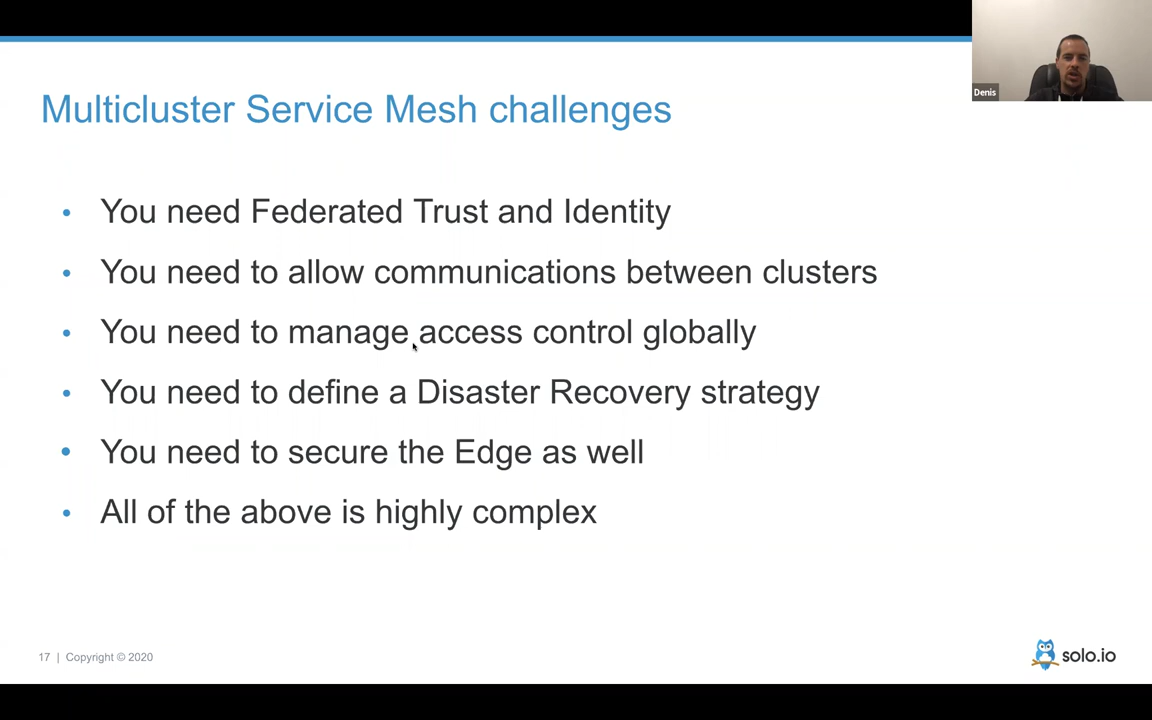 Denis
Multicluster Service Mesh challenges
• You need Federated Trust and Identity
• You need to allow communications between clusters
• You need to manage access control globally
• You need to define a Disaster Recovery strategy
• You need to secure the Edge as well
• All of the above is highly complex
17 | Copyright © 2020
solo.io